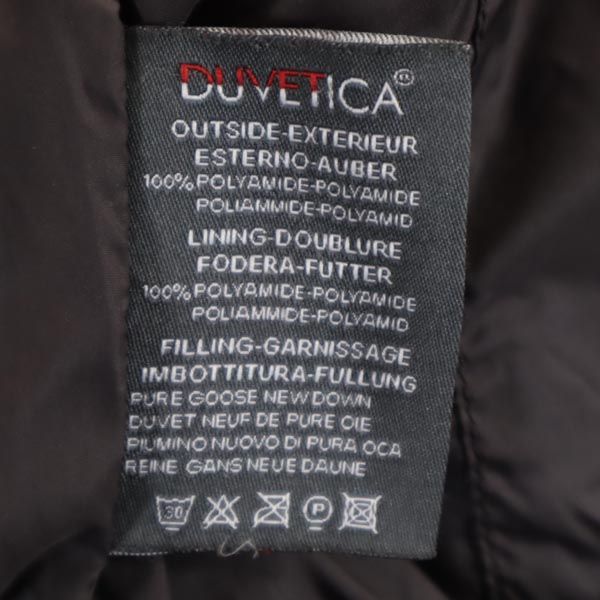 DUVETICA®
OUTSIDE-EXTERIEUR
ESTERNO-AUBER
100% POLYAMIDE-POLYAMIDE
POLIAMMIDE-POLYAMID
LINING-DOUBLURE
FODERA-FUTTER
100% POLYAMIDE-POLYAMIDE
POLIAMMIDE-POLYAMID
FILLING-GARNISSAGE
IMBOTTITURA-FULLUNG
PURE GOOSE NEW DOWN
DUVET NEUF DE PURE OIE
PIUMINO NUOVO DI PURA OCA
REINE GANS NEUE DAUNE
30 P